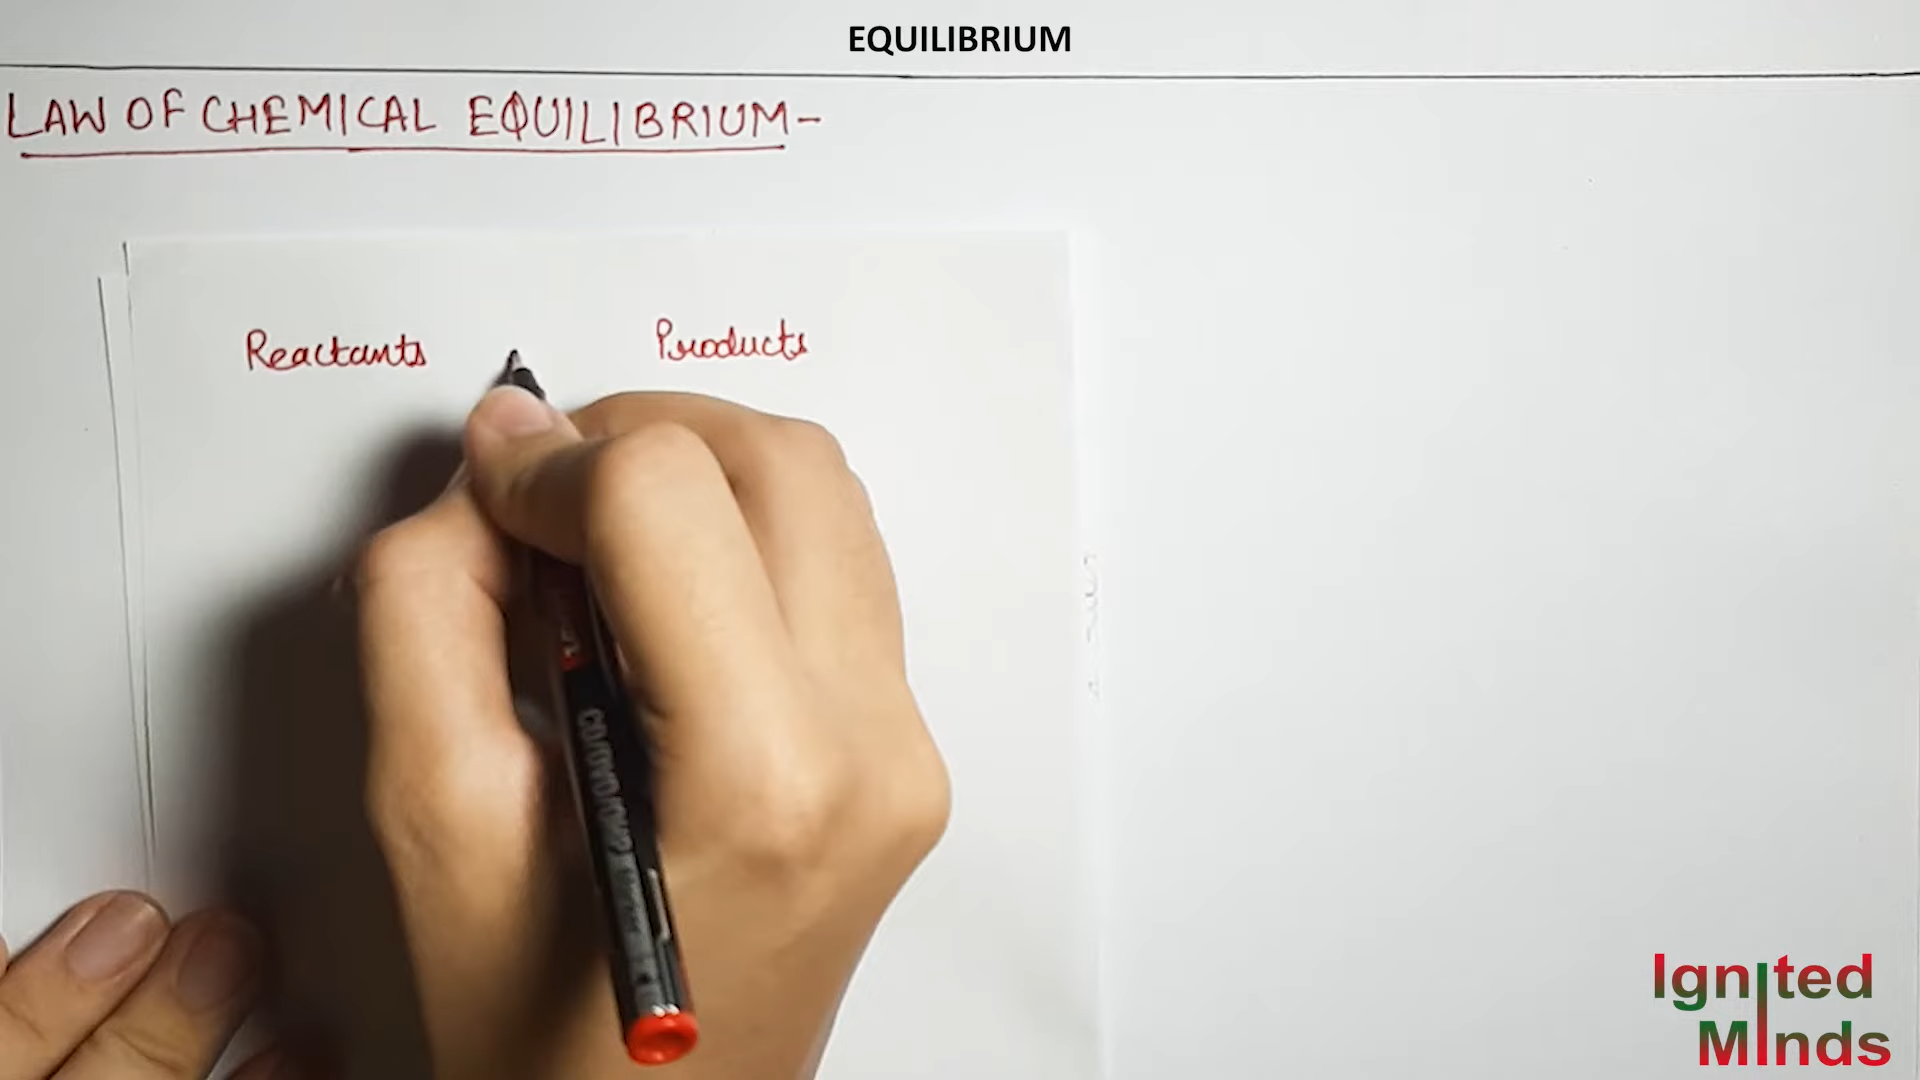 EQUILIBRIUM
LAW OF CHEMICAL EQUILIBRIUM-
Reactants Products
Ignited
Minds